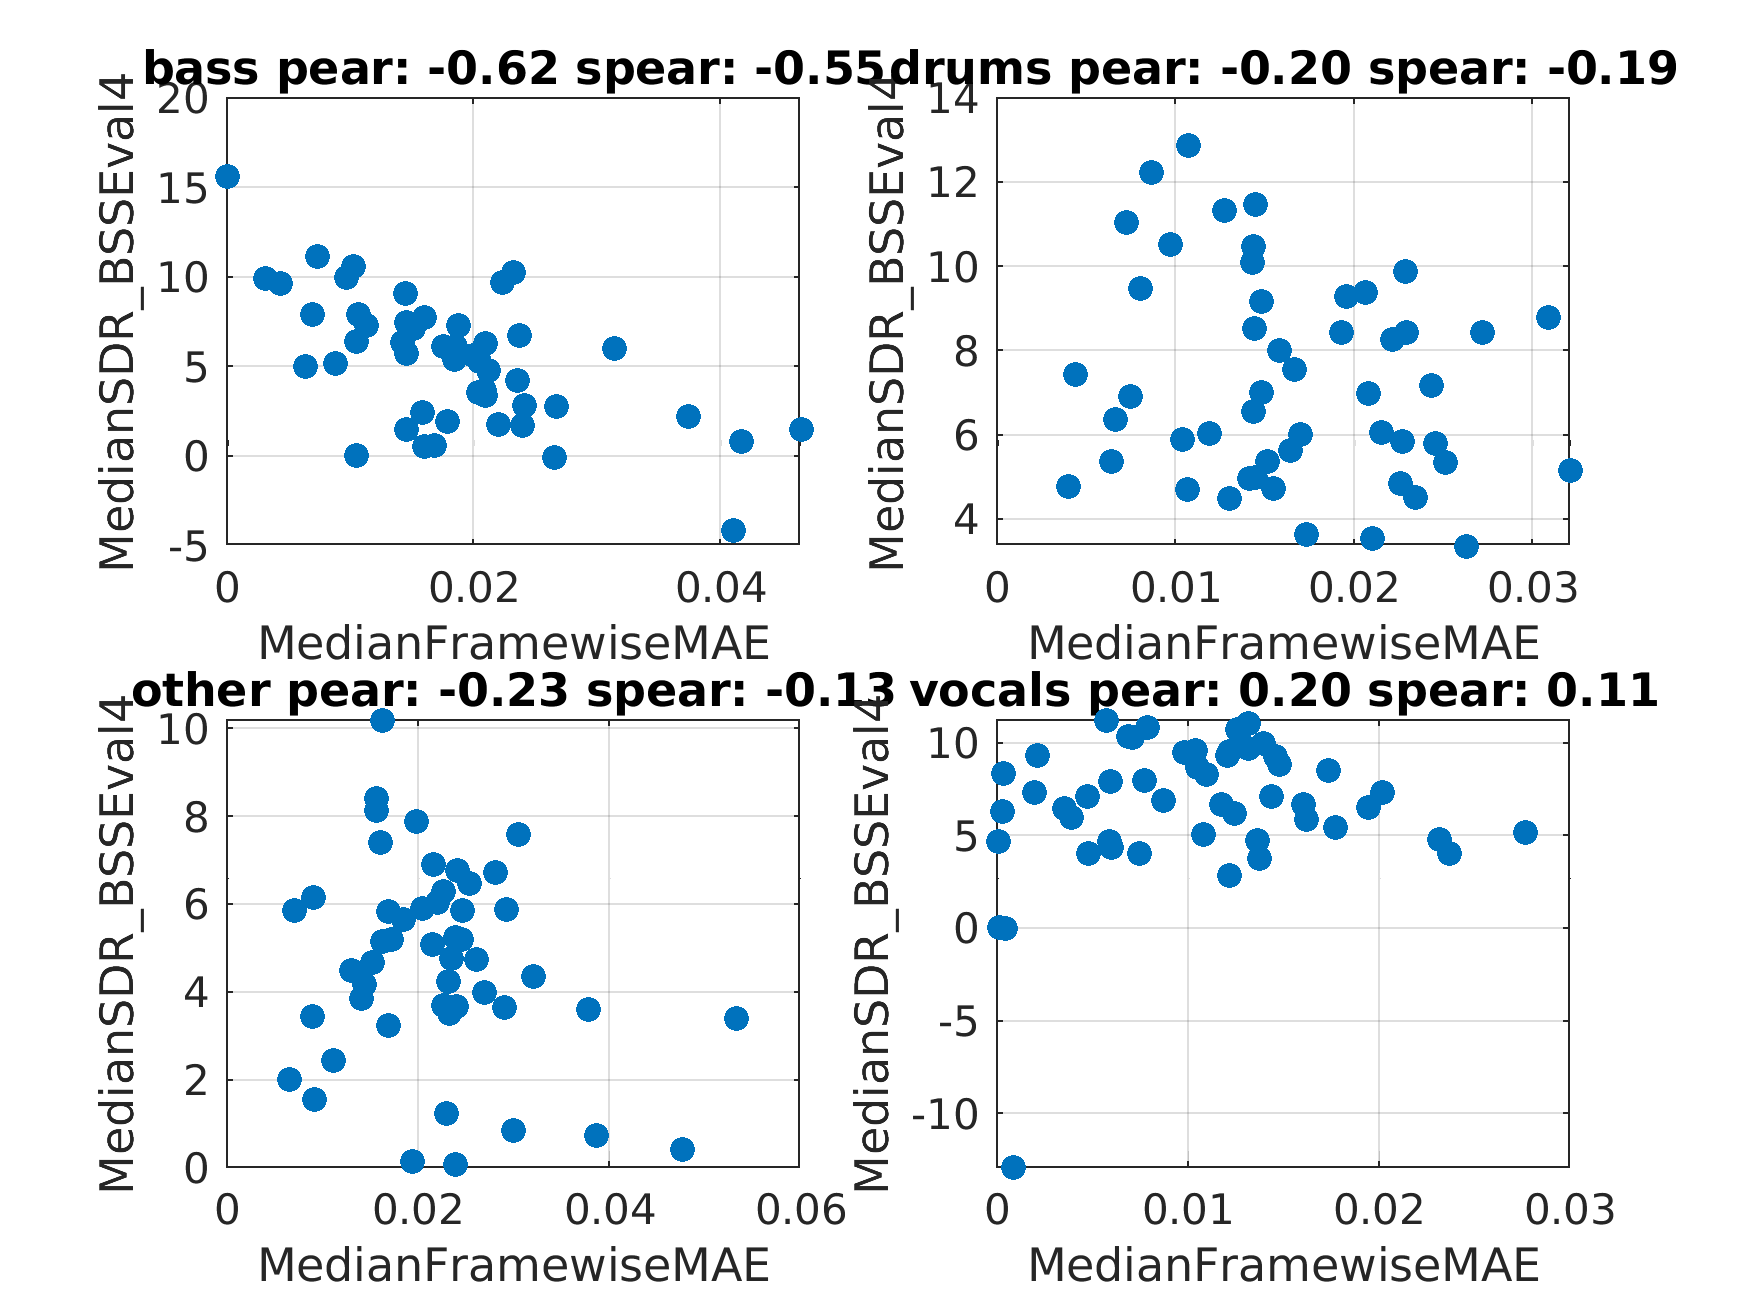 bass pear: -0.62 spear: -0.55
MedianSDR_BSSEval4
20
15
10
5
0
-5
0 0.02 0.04
MedianFramewiseMAE
drums pear: -0.20 spear: -0.19
MedianSDR_BSSEval4
14
12
10
8
6
4
0 0.01 0.02 0.03
MedianFramewiseMAE
other pear: -0.23 spear: -0.13
MedianSDR_BSSEval4
10
8
6
4
2
0
0 0.02 0.04 0.06
MedianFramewiseMAE
vocals pear: 0.20 spear: 0.11
MedianSDR_BSSEval4
10
5
0
-5
-10
0 0.01 0.02 0.03
MedianFramewiseMAE